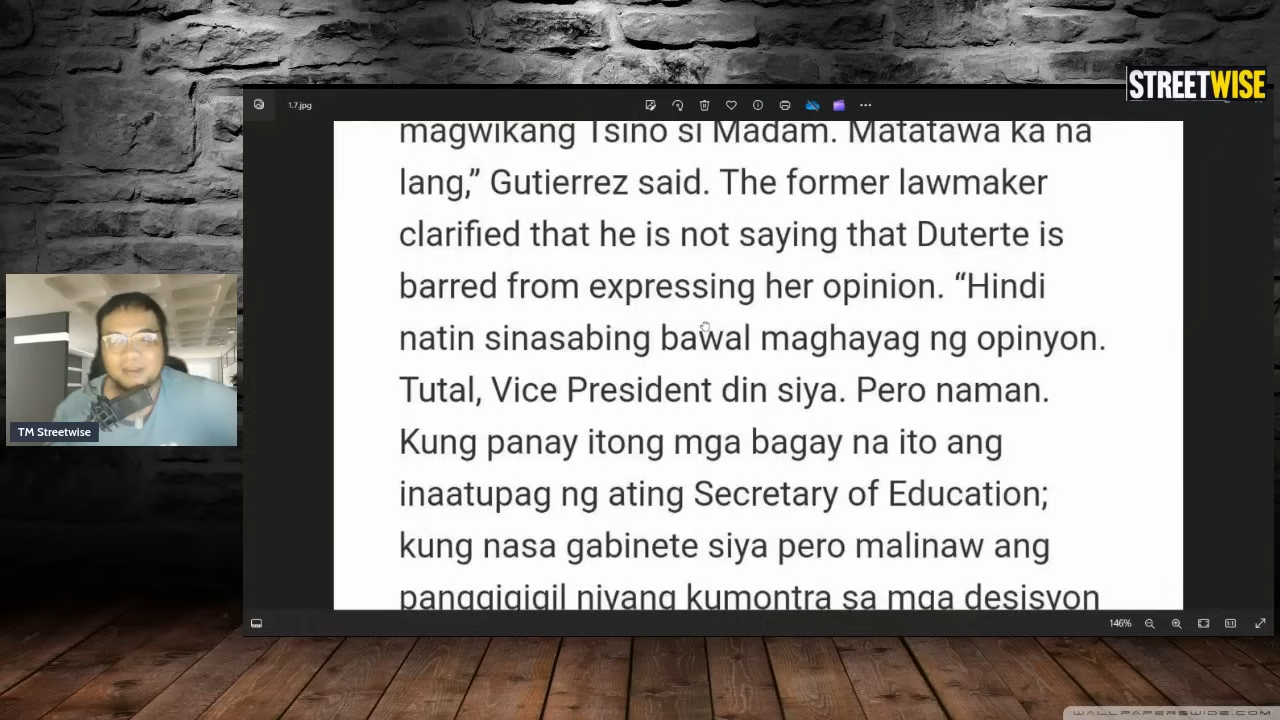 STREETWISE
1.7.jpg
magwikang Tsino si Madam. Matatawa ka na
lang,” Gutierrez said. The former lawmaker
clarified that he is not saying that Duterte is
barred from expressing her opinion. “Hindi
natin sinasabing bawal maghayag ng opinyon.
Tutal, Vice President din siya. Pero naman.
Kung panay itong mga bagay na ito ang
inaatupag ng ating Secretary of Education;
kung nasa gabinete siya pero malinaw ang
panggigigil niyang kumontra sa mga desisyon
TM Streetwise
146%
WALLPAPERSWIDE.COM